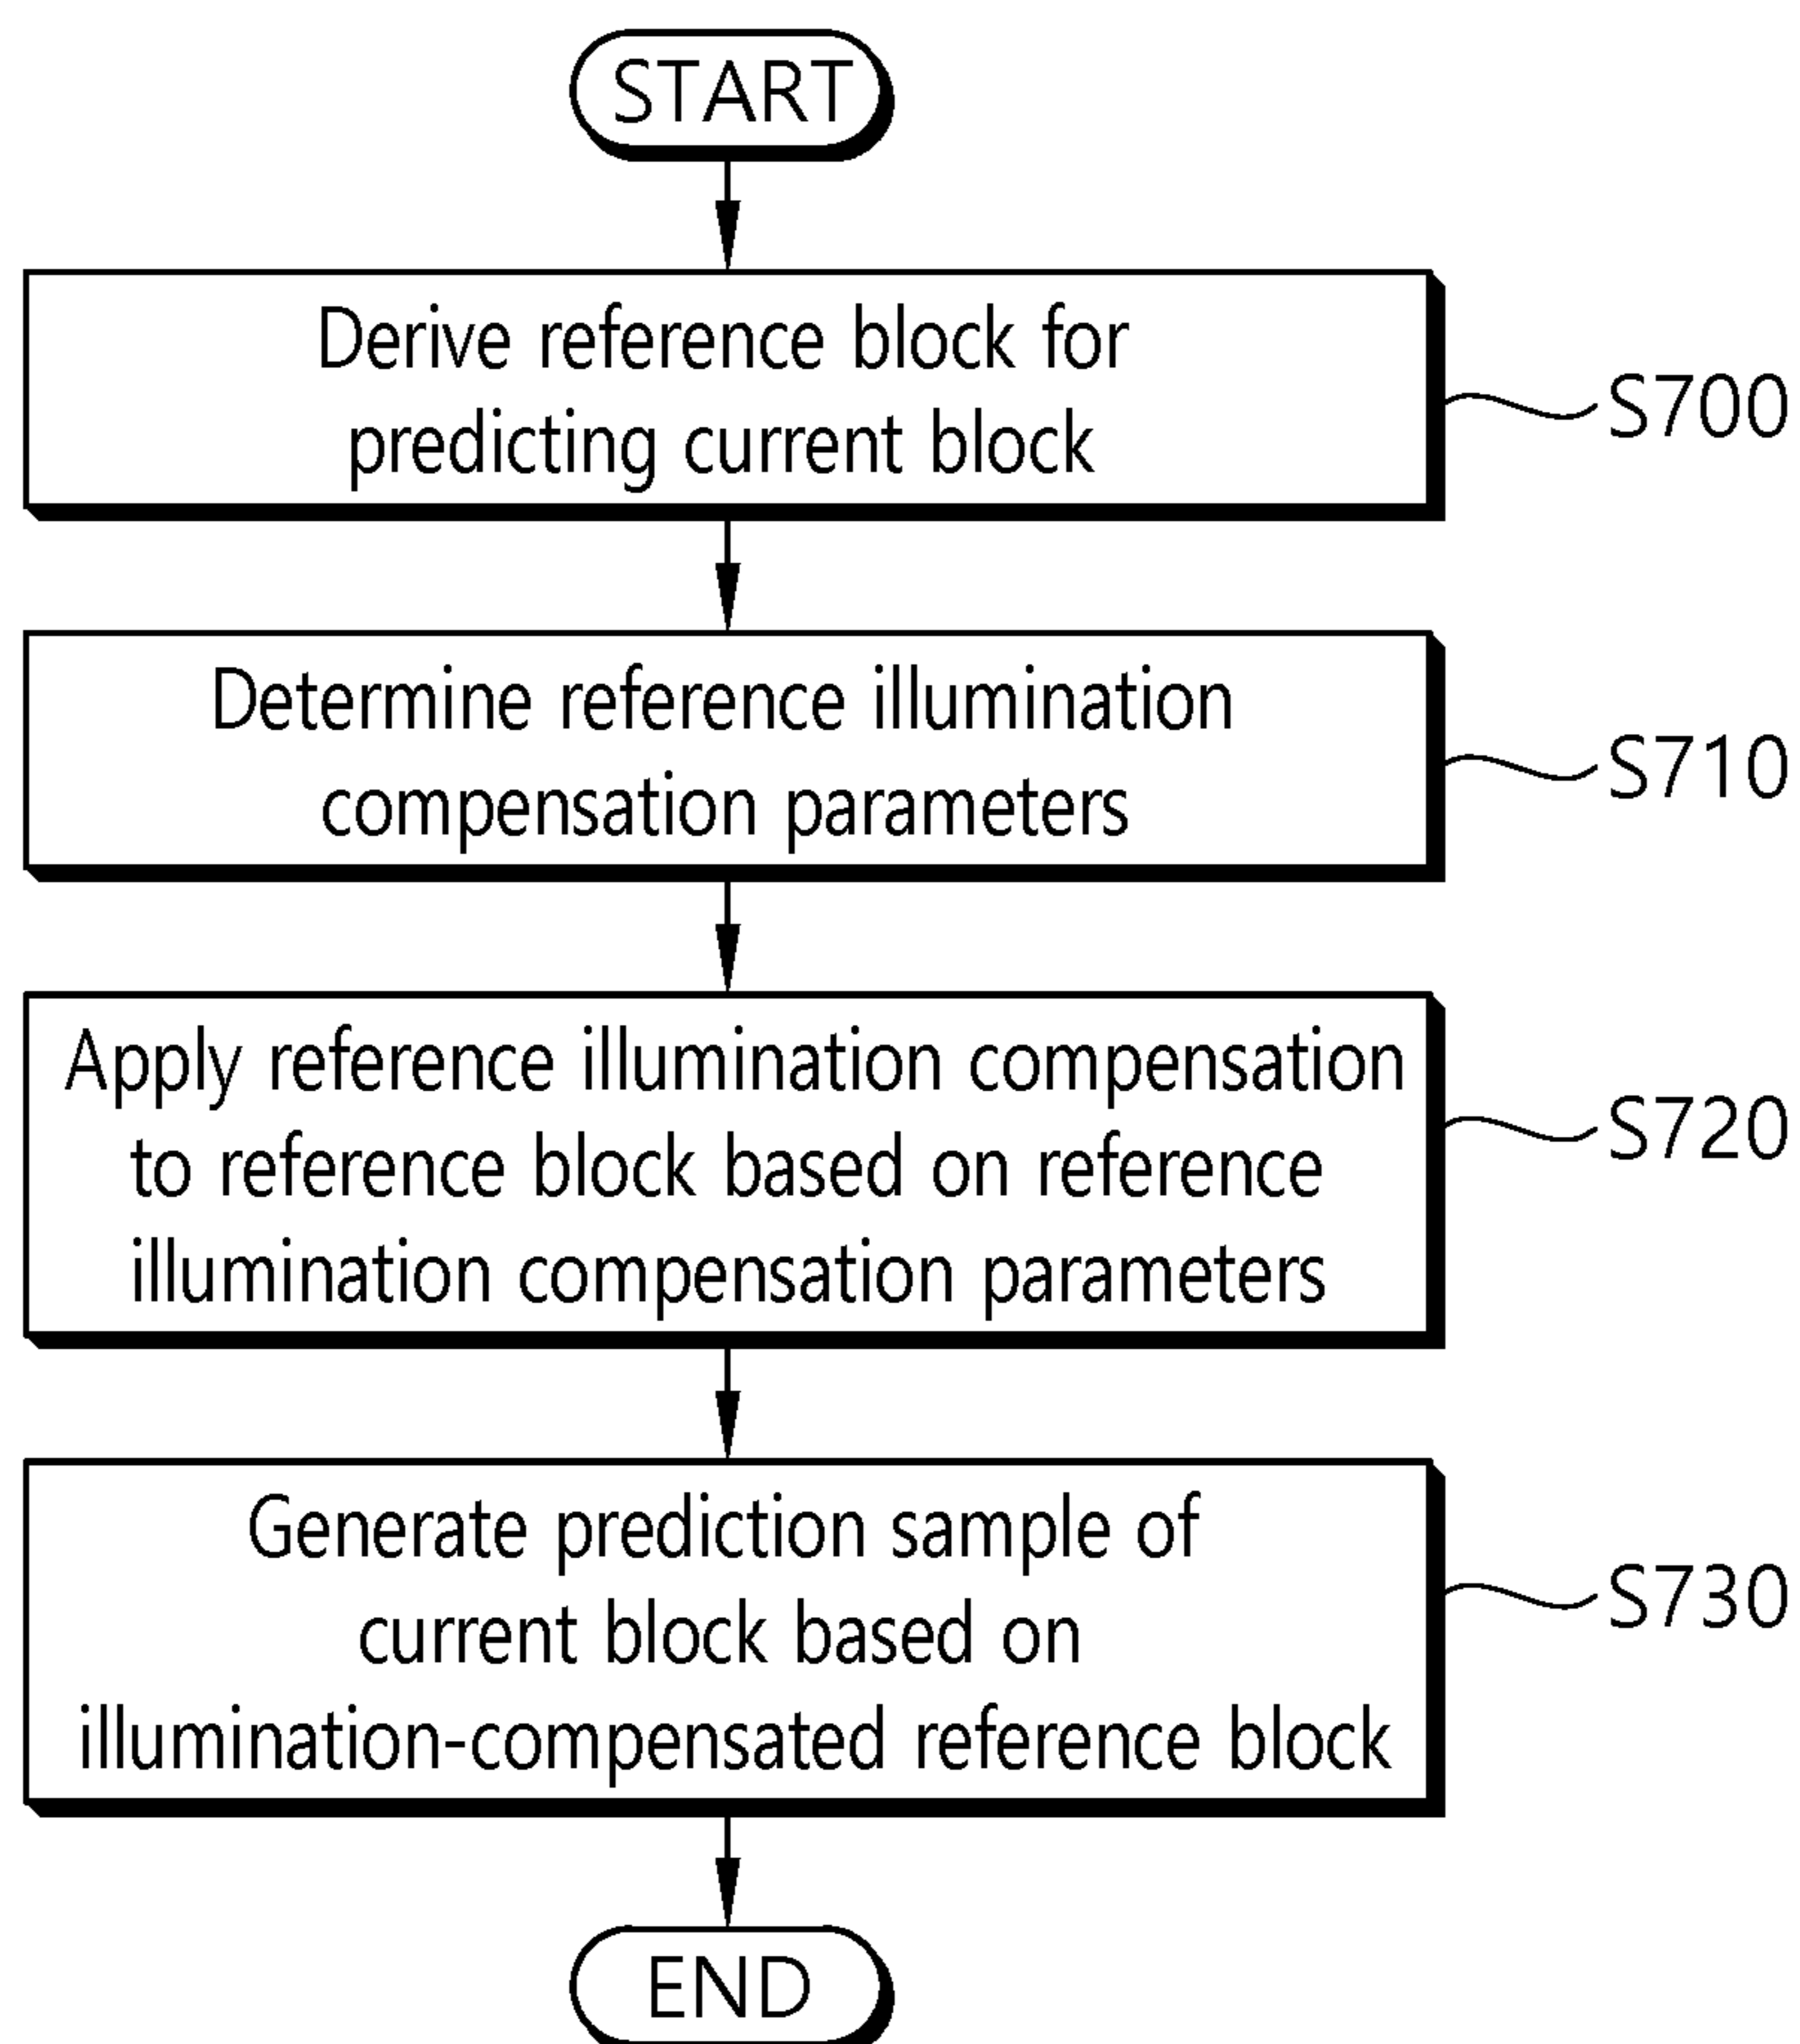 START
Derive reference block for
predicting current block
S700
Determine reference illumination
compensation parameters
S710
Apply reference illumination compensation
to reference block based on reference
illumination compensation parameters
S720
Generate prediction sample of
current block based on
illumination-compensated reference block
S730
END